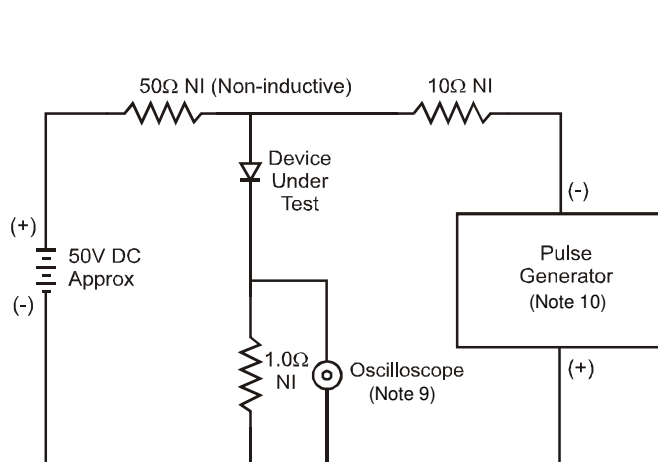 50Ω NI (Non-inductive)
10Ω NI
Device
Under
Test
(-)
(+)
50V DC
Approx
(-)
Pulse
Generator
(Note 10)
1.0Ω
NI
Oscilloscope
(Note 9)
(+)